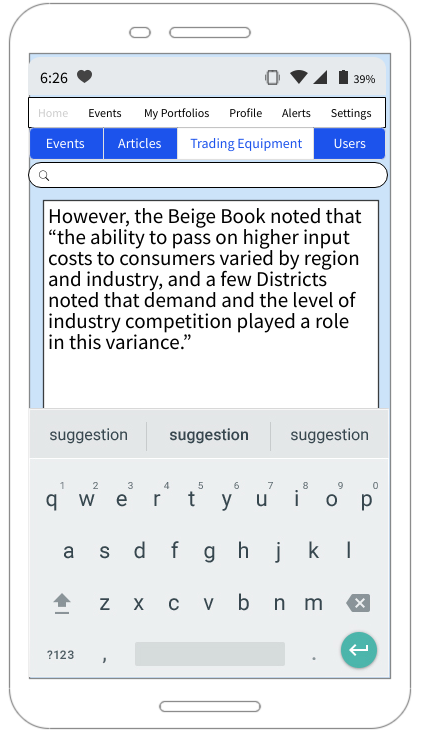 6:26 39%
Home Events My Portfolios Profile Alerts Settings
Events Articles Trading Equipment Users
However, the Beige Book noted that
“the ability to pass on higher input
costs to consumers varied by region
and industry, and a few Districts
noted that demand and the level of
industry competition played a role
in this variance.”
suggestion suggestion suggestion
1 2 3 4 5 6 7 8 9 0
q w e r t y u i o p
a s d f g h j k l
z x c v b n m
?123 , .